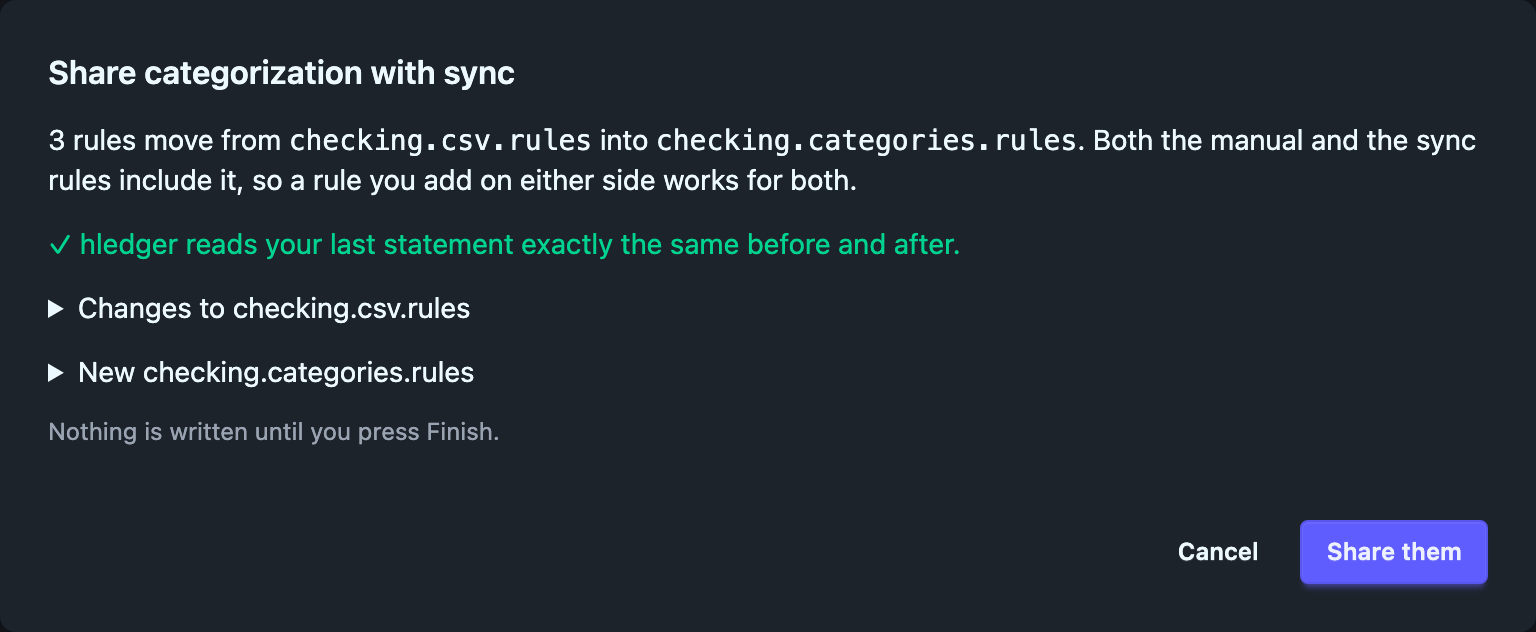 Share categorization with sync
3 rules move from checking.csv.rules into checking.categories.rules. Both the manual and the sync
rules include it, so a rule you add on either side works for both.
✓ hledger reads your last statement exactly the same before and after.
▶ Changes to checking.csv.rules
▶ New checking.categories.rules
Nothing is written until you press Finish.
Cancel
Share them